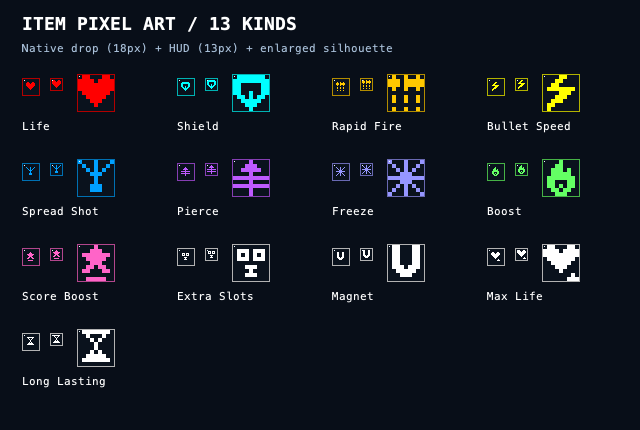 ITEM PIXEL ART / 13 KINDS
Native drop (18px) + HUD (13px) + enlarged silhouette
Life
Shield
Rapid Fire
Bullet Speed
Spread Shot
Pierce
Freeze
Boost
Score Boost
Extra Slots
Magnet
Max Life
Long Lasting